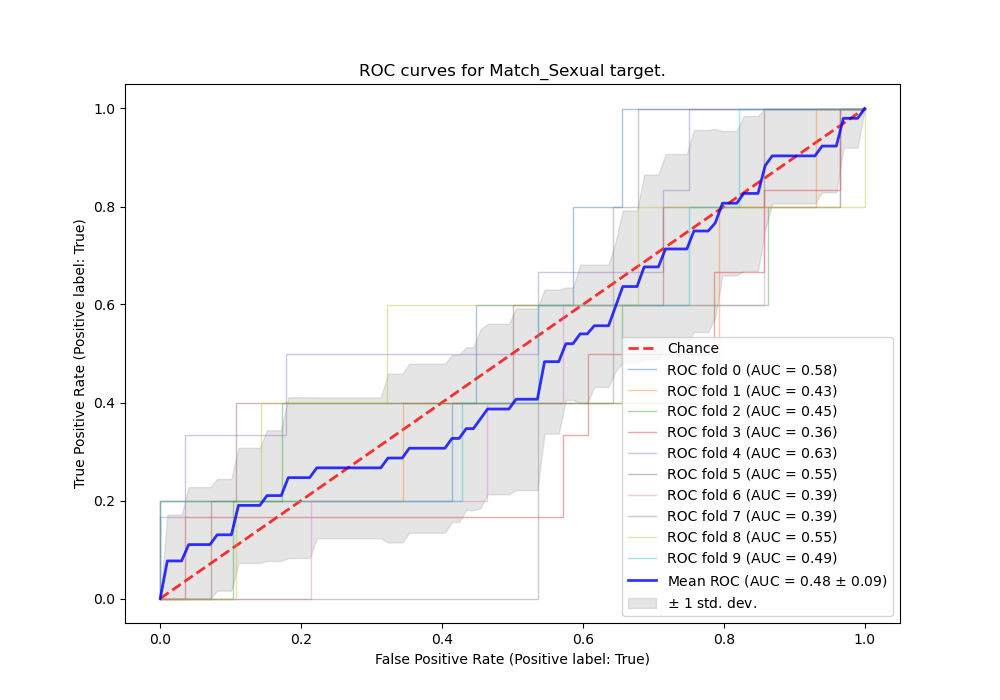 ROC curves for Match_Sexual target.
True Positive Rate (Positive label: True)
1.0
0.8
0.6
0.4
0.2
0.0
Chance
ROC fold 0 (AUC = 0.58)
ROC fold 1 (AUC = 0.43)
ROC fold 2 (AUC = 0.45)
ROC fold 3 (AUC = 0.36)
ROC fold 4 (AUC = 0.63)
ROC fold 5 (AUC = 0.55)
ROC fold 6 (AUC = 0.39)
ROC fold 7 (AUC = 0.39)
ROC fold 8 (AUC = 0.55)
ROC fold 9 (AUC = 0.49)
Mean ROC (AUC = 0.48 ± 0.09)
± 1 std. dev.
0.0 0.2 0.4 0.6 0.8 1.0
False Positive Rate (Positive label: True)